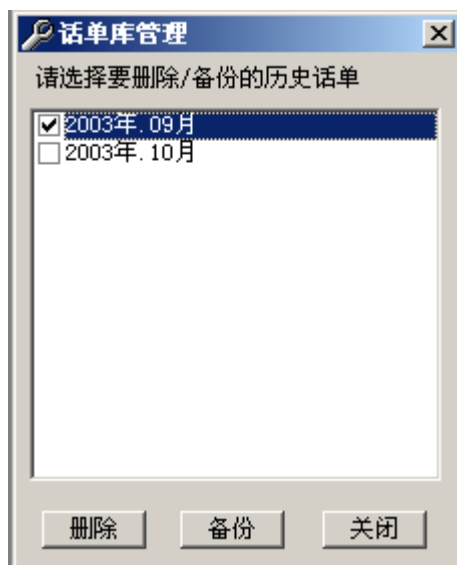 话单库管理
请选择要删除/备份的历史话单
2003年.09月
2003年.10月
删除 备份 关闭